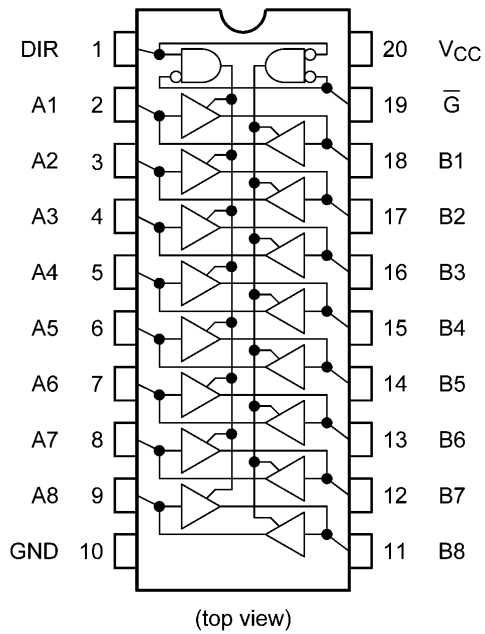 DIR 1 20 VCC
A1 2 19 G̅
A2 3 18 B1
A3 4 17 B2
A4 5 16 B3
A5 6 15 B4
A6 7 14 B5
A7 8 13 B6
A8 9 12 B7
GND 10 11 B8
(top view)